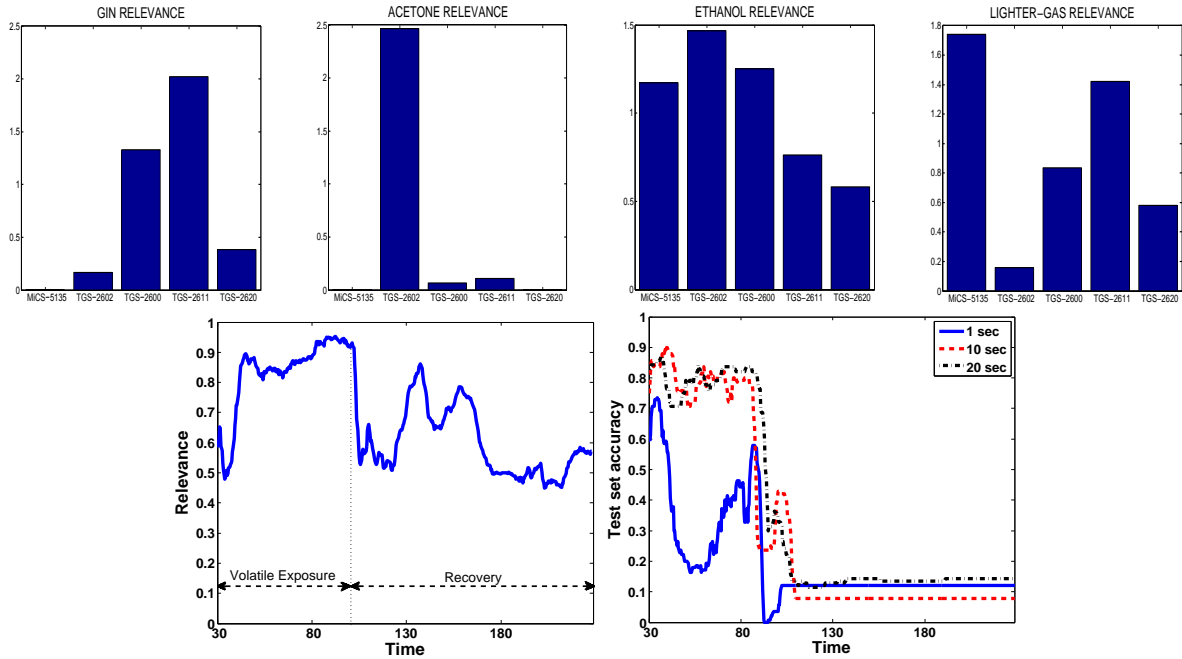 GIN RELEVANCE
2.5
2
1.5
1
0.5
0
MiCS−5135 TGS−2602 TGS−2600 TGS−2611 TGS−2620
ACETONE RELEVANCE
2.5
2
1.5
1
0.5
0
MiCS−5135 TGS−2602 TGS−2600 TGS−2611 TGS−2620
ETHANOL RELEVANCE
1.5
1
0.5
0
MiCS−5135 TGS−2602 TGS−2600 TGS−2611 TGS−2620
LIGHTER−GAS RELEVANCE
1.8
1.6
1.4
1.2
1
0.8
0.6
0.4
0.2
0
MiCS−5135 TGS−2602 TGS−2600 TGS−2611 TGS−2620
Relevance
1
0.9
0.8
0.7
0.6
0.5
0.4
0.3
0.2
0.1
0
Volatile Exposure
Recovery
30 80 130 180
Time
Test set accuracy
1
0.9
0.8
0.7
0.6
0.5
0.4
0.3
0.2
0.1
0
1 sec
10 sec
20 sec
30 80 130 180
Time